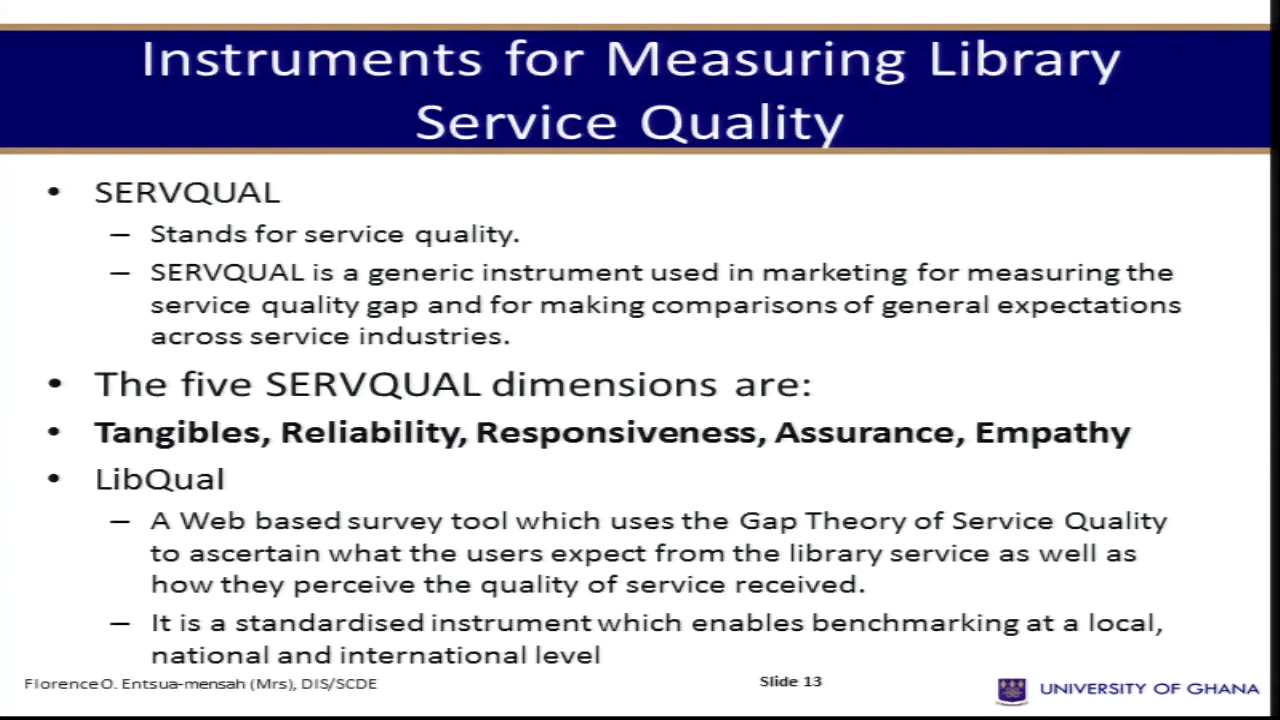 Instruments for Measuring Library
Service Quality
• SERVQUAL
– Stands for service quality.
– SERVQUAL is a generic instrument used in marketing for measuring the
service quality gap and for making comparisons of general expectations
across service industries.
• The five SERVQUAL dimensions are:
• Tangibles, Reliability, Responsiveness, Assurance, Empathy
• LibQual
– A Web based survey tool which uses the Gap Theory of Service Quality
to ascertain what the users expect from the library service as well as
how they perceive the quality of service received.
– It is a standardised instrument which enables benchmarking at a local,
national and international level
Florence O. Entsua-mensah (Mrs), DIS/SCDE
Slide 13
UNIVERSITY OF GHANA